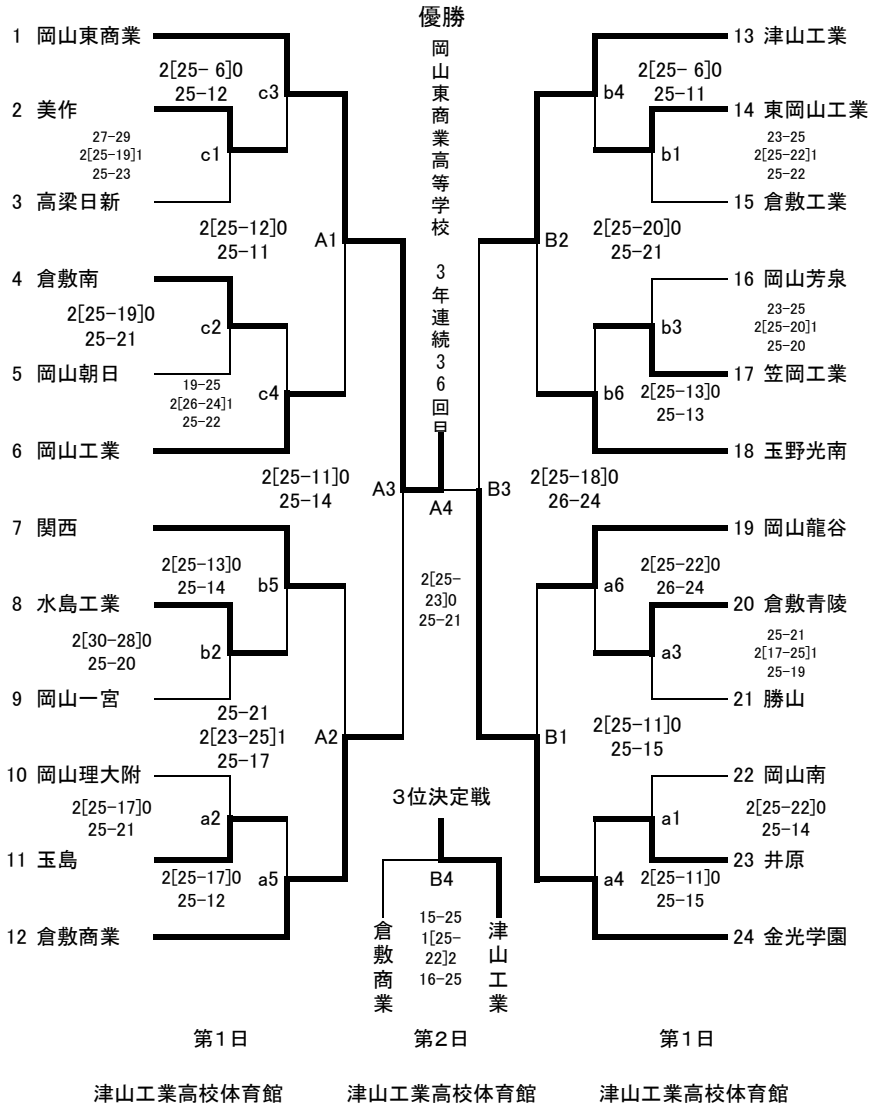 優勝
岡山東商業高等学校 3年連続36回目
1 岡山東商業
2[25-6]0
25-12
c3
2 美作
27-29
2[25-19]1
25-23
c1
3 高梁日新
2[25-12]0
25-11
A1
4 倉敷南
2[25-19]0
25-21
c2
5 岡山朝日
19-25
2[26-24]1
25-22
c4
6 岡山工業
2[25-11]0
25-14
A3
7 関西
2[25-13]0
25-14
b5
8 水島工業
2[30-28]0
25-20
b2
9 岡山一宮
25-21
2[23-25]1
25-17
A2
10 岡山理大附
2[25-17]0
25-21
a2
11 玉島
2[25-17]0
25-12
a5
12 倉敷商業
A4
2[25-
23]0
25-21
13 津山工業
b4
2[25-6]0
25-11
14 東岡山工業
b1
23-25
2[25-22]1
25-22
15 倉敷工業
B2
2[25-20]0
25-21
16 岡山芳泉
b3
23-25
2[25-20]1
25-20
17 笠岡工業
b6
2[25-13]0
25-13
18 玉野光南
B3
2[25-18]0
26-24
19 岡山龍谷
a6
2[25-22]0
26-24
20 倉敷青陵
a3
25-21
2[17-25]1
25-19
21 勝山
B1
2[25-11]0
25-15
22 岡山南
a1
2[25-22]0
25-14
23 井原
a4
2[25-11]0
25-15
24 金光学園
3位決定戦
B4
倉敷商業
15-25
1[25-
22]2
16-25
津山工業
第1日 第2日 第1日
津山工業高校体育館 津山工業高校体育館 津山工業高校体育館